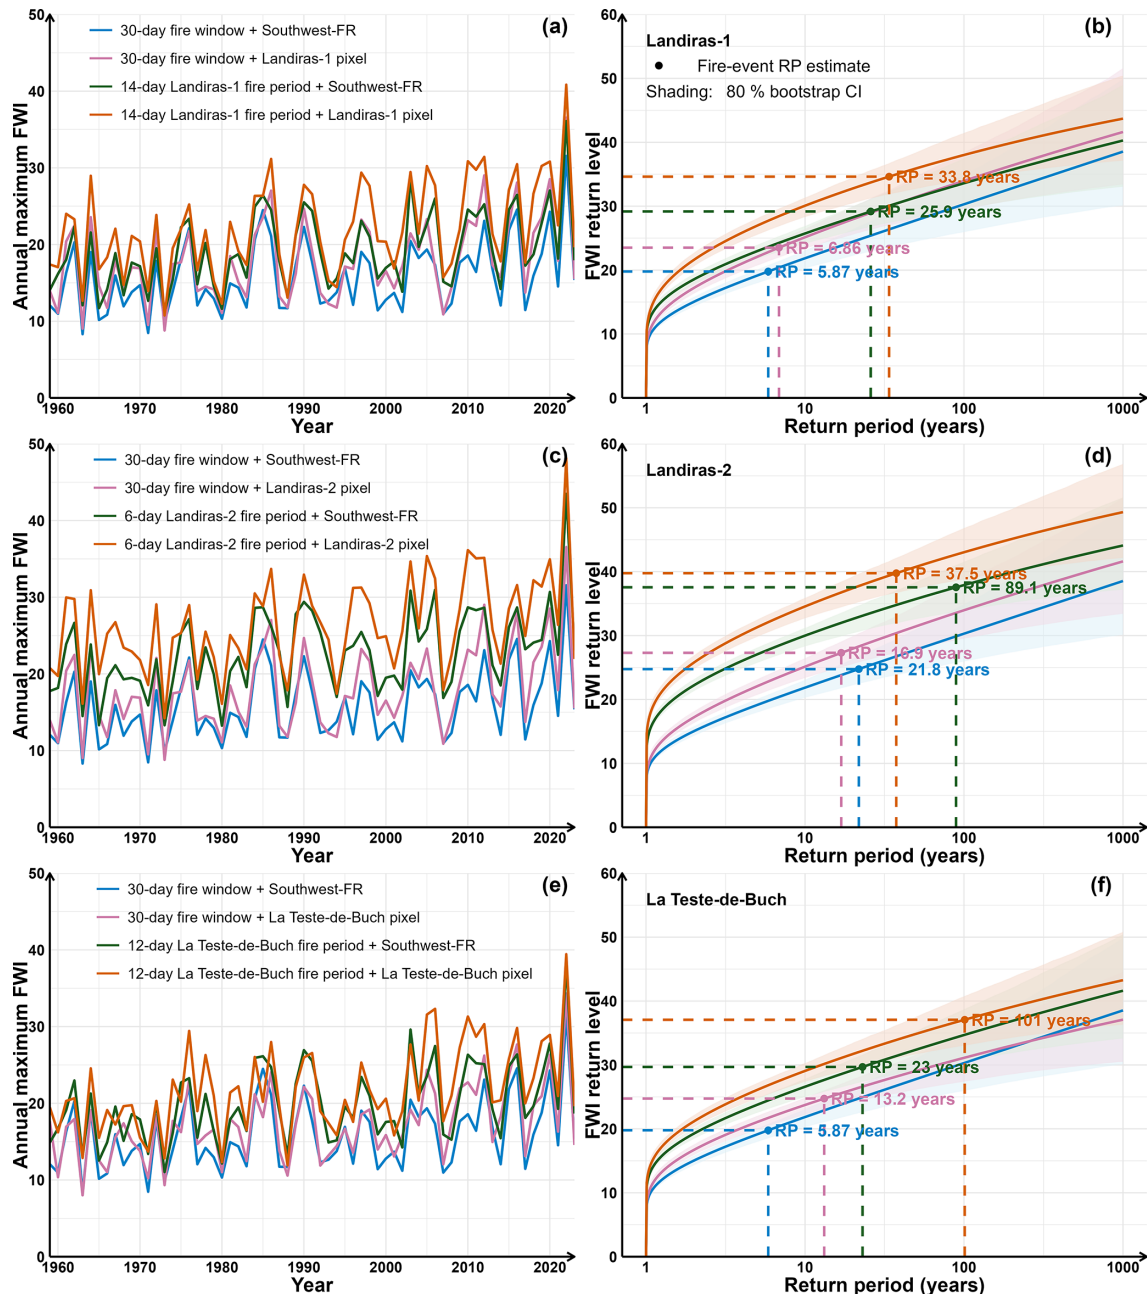 (a)
30-day fire window + Southwest-FR
30-day fire window + Landiras-1 pixel
14-day Landiras-1 fire period + Southwest-FR
14-day Landiras-1 fire period + Landiras-1 pixel
Annual maximum FWI
50
40
30
20
10
0
1960 1970 1980 1990 2000 2010 2020
Year
(b)
Landiras-1
Fire-event RP estimate
Shading: 80 % bootstrap CI
FWI return level
60
50
40
30
20
10
0
RP = 33.8 years
RP = 25.9 years
RP = 6.86 years
RP = 5.87 years
1 10 100 1000
Return period (years)
(c)
30-day fire window + Southwest-FR
30-day fire window + Landiras-2 pixel
6-day Landiras-2 fire period + Southwest-FR
6-day Landiras-2 fire period + Landiras-2 pixel
Annual maximum FWI
50
40
30
20
10
0
1960 1970 1980 1990 2000 2010 2020
Year
(d)
Landiras-2
FWI return level
60
50
40
30
20
10
0
RP = 37.5 years
RP = 89.1 years
RP = 16.9 years
RP = 21.8 years
1 10 100 1000
Return period (years)
(e)
30-day fire window + Southwest-FR
30-day fire window + La Teste-de-Buch pixel
12-day La Teste-de-Buch fire period + Southwest-FR
12-day La Teste-de-Buch fire period + La Teste-de-Buch pixel
Annual maximum FWI
50
40
30
20
10
0
1960 1970 1980 1990 2000 2010 2020
Year
(f)
La Teste-de-Buch
FWI return level
60
50
40
30
20
10
0
RP = 101 years
RP = 23 years
RP = 13.2 years
RP = 5.87 years
1 10 100 1000
Return period (years)